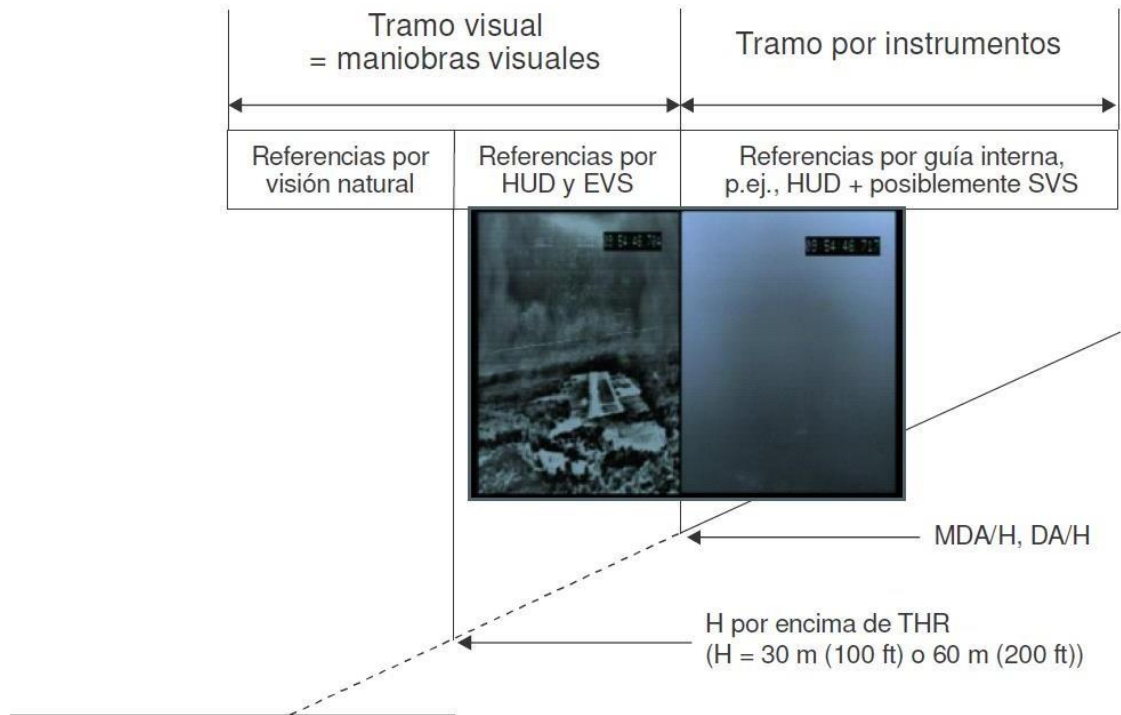 Tramo visual
= maniobras visuales
Tramo por instrumentos
Referencias por
visión natural
Referencias por
HUD y EVS
Referencias por guía interna,
p.ej., HUD + posiblemente SVS
MDA/H, DA/H
H por encima de THR
(H = 30 m (100 ft) o 60 m (200 ft))